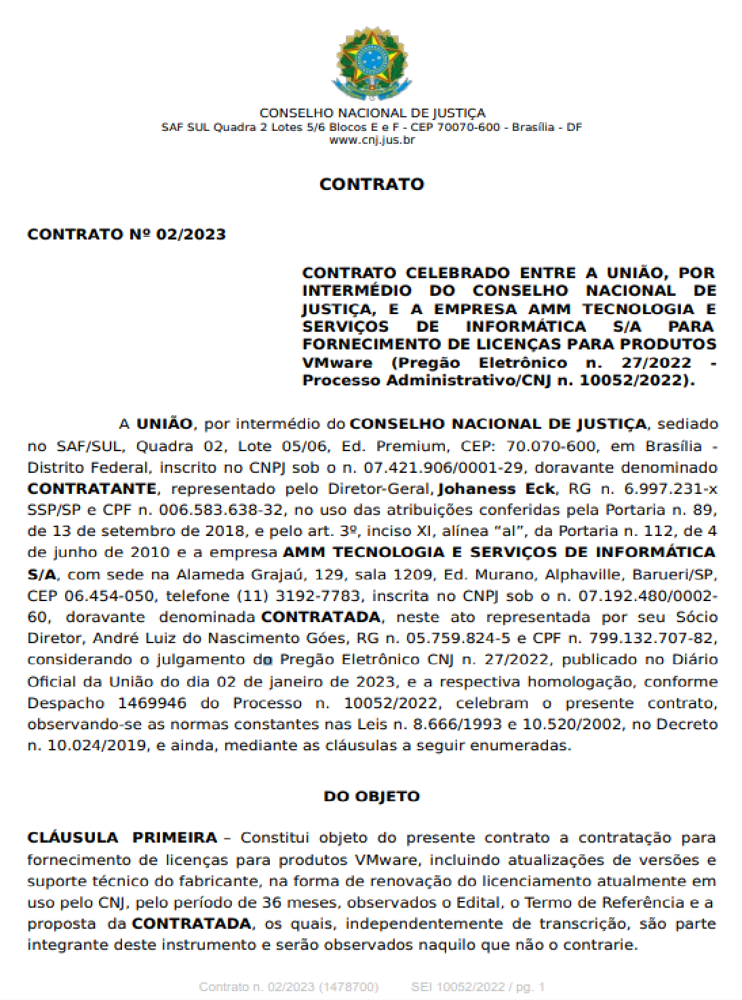 CONSELHO NACIONAL DE JUSTIÇA
SAF SUL Quadra 2 Lotes 5/6 Blocos E e F - CEP 70070-600 - Brasília - DF
www.cnj.jus.br
CONTRATO
CONTRATO Nº 02/2023
CONTRATO CELEBRADO ENTRE A UNIÃO, POR
INTERMÉDIO DO CONSELHO NACIONAL DE
JUSTIÇA, E A EMPRESA AMM TECNOLOGIA E
SERVIÇOS DE INFORMÁTICA S/A PARA
FORNECIMENTO DE LICENÇAS PARA PRODUTOS
VMware (Pregão Eletrônico n. 27/2022 -
Processo Administrativo/CNJ n. 10052/2022).
A UNIÃO, por intermédio do CONSELHO NACIONAL DE JUSTIÇA, sediado
no SAF/SUL, Quadra 02, Lote 05/06, Ed. Premium, CEP: 70.070-600, em Brasília -
Distrito Federal, inscrito no CNPJ sob o n. 07.421.906/0001-29, doravante denominado
CONTRATANTE, representado pelo Diretor-Geral, Johaness Eck, RG n. 6.997.231-x
SSP/SP e CPF n. 006.583.638-32, no uso das atribuições conferidas pela Portaria n. 89,
de 13 de setembro de 2018, e pelo art. 3º, inciso XI, alínea “al”, da Portaria n. 112, de 4
de junho de 2010 e a empresa AMM TECNOLOGIA E SERVIÇOS DE INFORMÁTICA
S/A, com sede na Alameda Grajaú, 129, sala 1209, Ed. Murano, Alphaville, Barueri/SP,
CEP 06.454-050, telefone (11) 3192-7783, inscrita no CNPJ sob o n. 07.192.480/0002-
60, doravante denominada CONTRATADA, neste ato representada por seu Sócio
Diretor, André Luiz do Nascimento Góes, RG n. 05.759.824-5 e CPF n. 799.132.707-82,
considerando o julgamento do Pregão Eletrônico CNJ n. 27/2022, publicado no Diário
Oficial da União do dia 02 de janeiro de 2023, e a respectiva homologação, conforme
Despacho 1469946 do Processo n. 10052/2022, celebram o presente contrato,
observando-se as normas constantes nas Leis n. 8.666/1993 e 10.520/2002, no Decreto
n. 10.024/2019, e ainda, mediante as cláusulas a seguir enumeradas.
DO OBJETO
CLÁUSULA PRIMEIRA – Constitui objeto do presente contrato a contratação para
fornecimento de licenças para produtos VMware, incluindo atualizações de versões e
suporte técnico do fabricante, na forma de renovação do licenciamento atualmente em
uso pelo CNJ, pelo período de 36 meses, observados o Edital, o Termo de Referência e a
proposta da CONTRATADA, os quais, independentemente de transcrição, são parte
integrante deste instrumento e serão observados naquilo que não o contrarie.
Contrato n. 02/2023 (1478700) SEI 10052/2022 / pg. 1